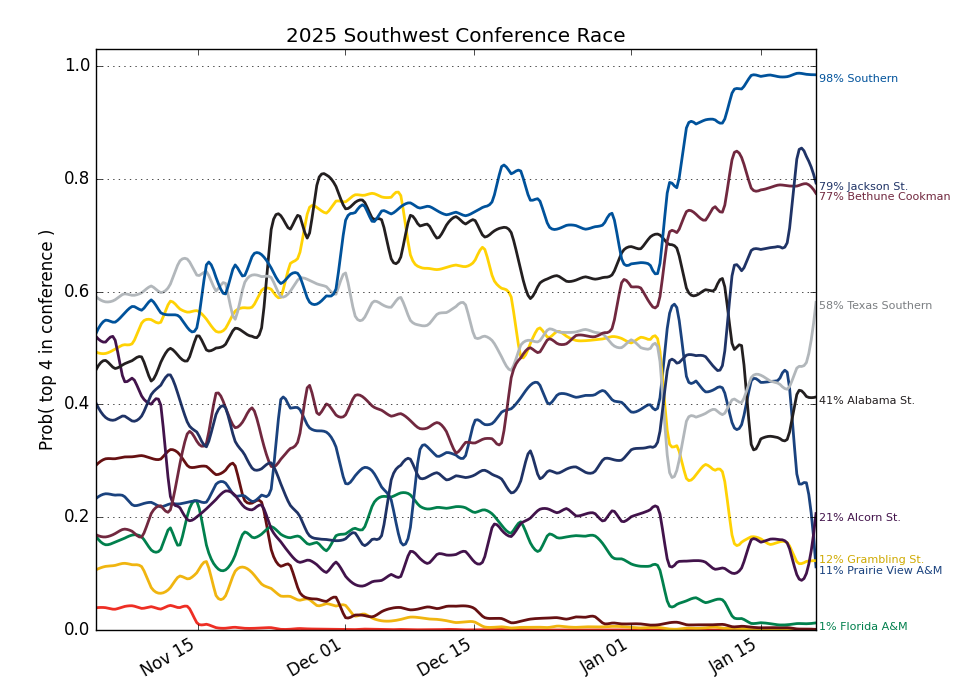 2025 Southwest Conference Race
Prob( top 4 in conference )
1.0
0.8
0.6
0.4
0.2
0.0
Nov 15
Dec 01
Dec 15
Jan 01
Jan 15
98% Southern
79% Jackson St.
77% Bethune Cookman
58% Texas Southern
41% Alabama St.
21% Alcorn St.
12% Grambling St.
11% Prairie View A&M
1% Florida A&M